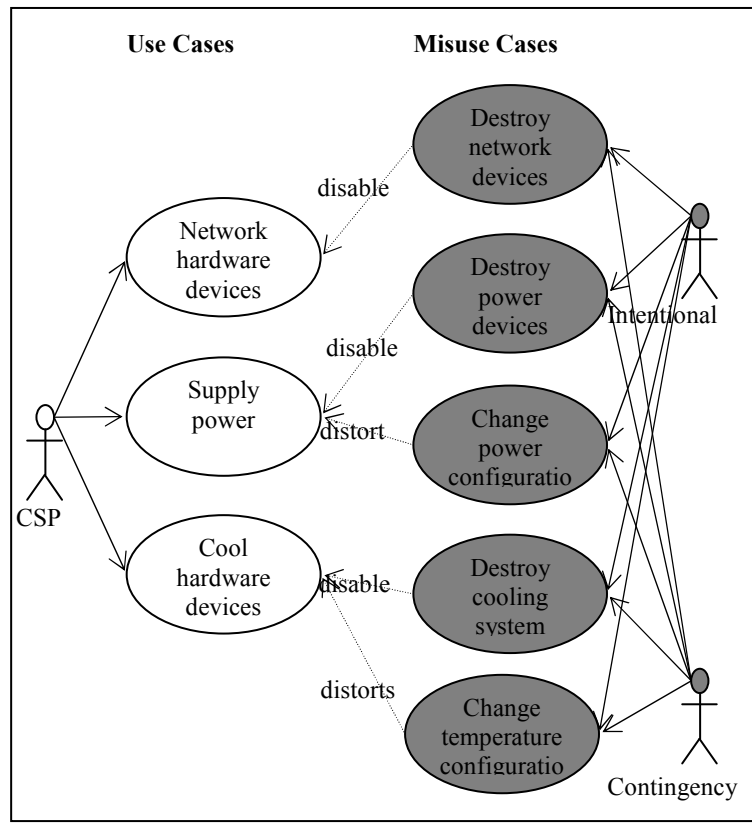 Use Cases
Misuse Cases
Destroy
network
devices
disable
Network
hardware
devices
Destroy
power
devices
Intentional
disable
Supply
power
distort
Change
power
configuratio
CSP
Cool
hardware
devices
disable
Destroy
cooling
system
distorts
Change
temperature
configuratio
Contingency